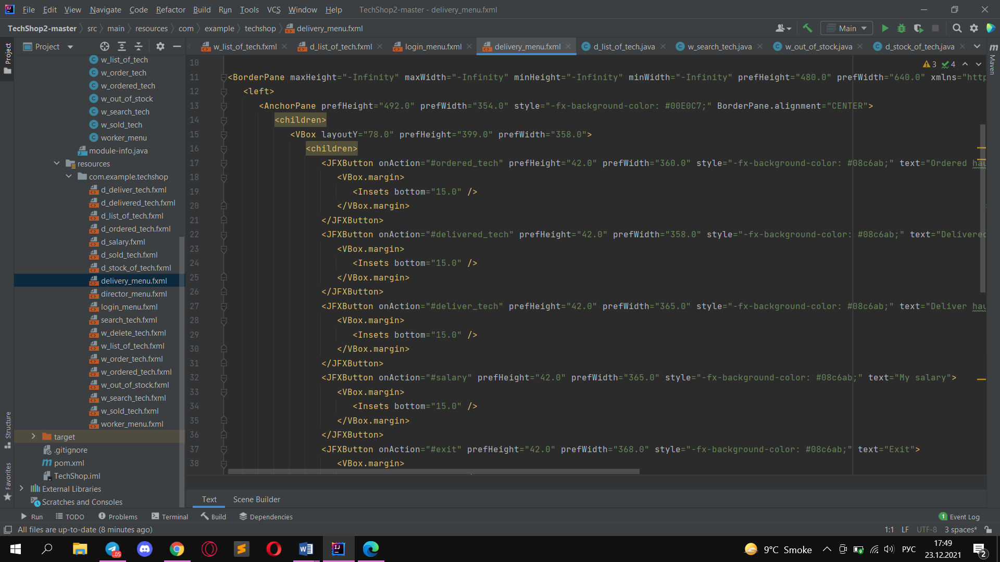 File Edit View Navigate Code Refactor Build Run Tools VCS Window Help TechShop2-master - delivery_menu.fxml
TechShop2-master src main resources com example techshop delivery_menu.fxml Main
Project w_list_of_tech.fxml d_list_of_tech.fxml login_menu.fxml delivery_menu.fxml d_list_of_tech.java w_search_tech.java w_out_of_stock.java d_stock_of_tech.java
Project
Maven
Structure
Favorites
w_list_of_tech
w_order_tech
w_ordered_tech
w_out_of_stock
w_search_tech
w_sold_tech
worker_menu
module-info.java
resources
com.example.techshop
d_deliver_tech.fxml
d_delivered_tech.fxml
d_list_of_tech.fxml
d_ordered_tech.fxml
d_salary.fxml
d_sold_tech.fxml
d_stock_of_tech.fxml
delivery_menu.fxml
director_menu.fxml
login_menu.fxml
search_tech.fxml
w_delete_tech.fxml
w_list_of_tech.fxml
w_order_tech.fxml
w_ordered_tech.fxml
w_out_of_stock.fxml
w_search_tech.fxml
w_sold_tech.fxml
worker_menu.fxml
target
.gitignore
pom.xml
TechShop.iml
External Libraries
Scratches and Consoles
3 4
10
11 <BorderPane maxHeight="-Infinity" maxWidth="-Infinity" minHeight="-Infinity" minWidth="-Infinity" prefHeight="480.0" prefWidth="640.0" xmlns="http
12 <left>
13 <AnchorPane prefHeight="492.0" prefWidth="354.0" style="-fx-background-color: #00E0C7;" BorderPane.alignment="CENTER">
14 <children>
15 <VBox layoutY="78.0" prefHeight="399.0" prefWidth="358.0">
16 <children>
17 <JFXButton onAction="#ordered_tech" prefHeight="42.0" prefWidth="360.0" style="-fx-background-color: #08c6ab;" text="Ordered hau
18 <VBox.margin>
19 <Insets bottom="15.0" />
20 </VBox.margin>
21 </JFXButton>
22 <JFXButton onAction="#delivered_tech" prefHeight="42.0" prefWidth="358.0" style="-fx-background-color: #08c6ab;" text="Delivered
23 <VBox.margin>
24 <Insets bottom="15.0" />
25 </VBox.margin>
26 </JFXButton>
27 <JFXButton onAction="#deliver_tech" prefHeight="42.0" prefWidth="365.0" style="-fx-background-color: #08c6ab;" text="Deliver hau
28 <VBox.margin>
29 <Insets bottom="15.0" />
30 </VBox.margin>
31 </JFXButton>
32 <JFXButton onAction="#salary" prefHeight="42.0" prefWidth="365.0" style="-fx-background-color: #08c6ab;" text="My salary">
33 <VBox.margin>
34 <Insets bottom="15.0" />
35 </VBox.margin>
36 </JFXButton>
37 <JFXButton onAction="#exit" prefHeight="42.0" prefWidth="368.0" style="-fx-background-color: #08c6ab;" text="Exit">
38 <VBox.margin>
Text Scene Builder
Run TODO Problems Terminal Build Dependencies 1 Event Log
All files are up-to-date (8 minutes ago) 1:1 LF UTF-8 3 spaces*
9°C Smoke РУС 17:49
23.12.2021
2